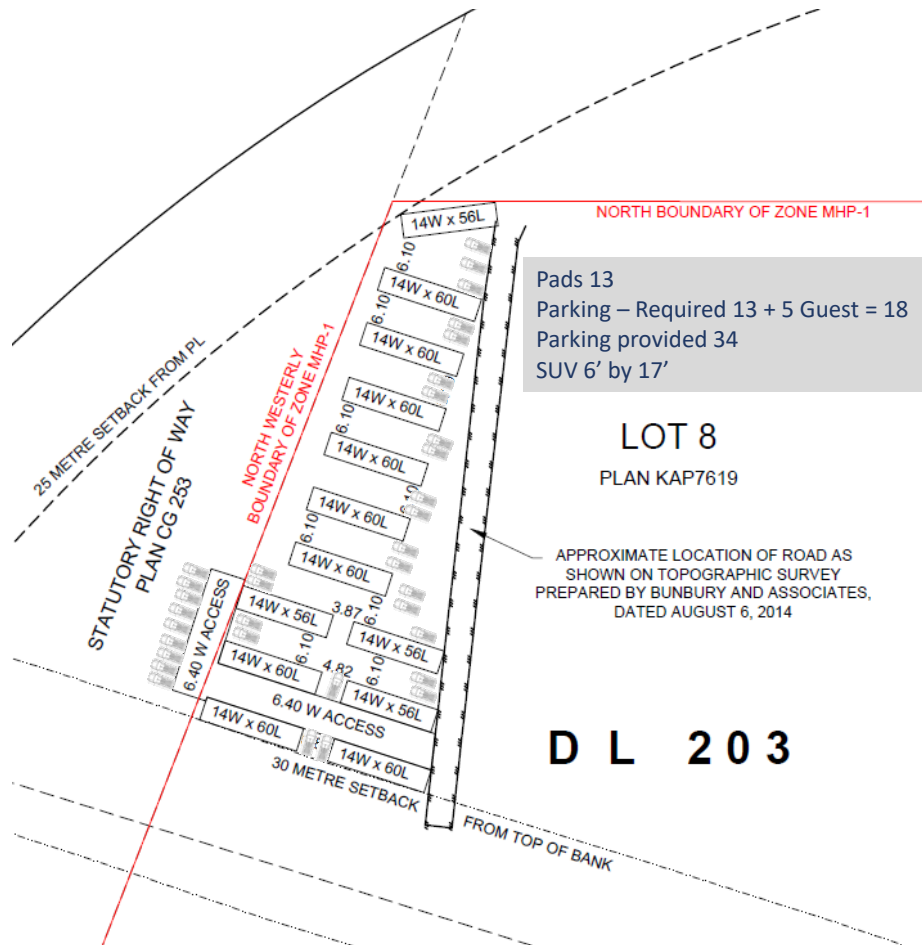 NORTH BOUNDARY OF ZONE MHP-1
14W x 56L
6.10
14W x 60L
6.10
14W x 60L
Pads 13
Parking – Required 13 + 5 Guest = 18
Parking provided 34
SUV 6’ by 17’
25 METRE SETBACK FROM PL
NORTH WESTERLY
BOUNDARY OF ZONE MHP-1
14W x 60L
6.10
14W x 60L
LOT 8
PLAN KAP7619
STATUTORY RIGHT OF WAY
PLAN CG 253
14W x 60L
6.10
14W x 60L
APPROXIMATE LOCATION OF ROAD AS
SHOWN ON TOPOGRAPHIC SURVEY
PREPARED BY BUNBURY AND ASSOCIATES,
DATED AUGUST 6, 2014
6.40 W ACCESS
14W x 56L
3.87
6.10
14W x 56L
6.10
14W x 60L
4.82
6.10
14W x 56L
6.40 W ACCESS
14W x 60L
14W x 60L
DL 203
30 METRE SETBACK
FROM TOP OF BANK